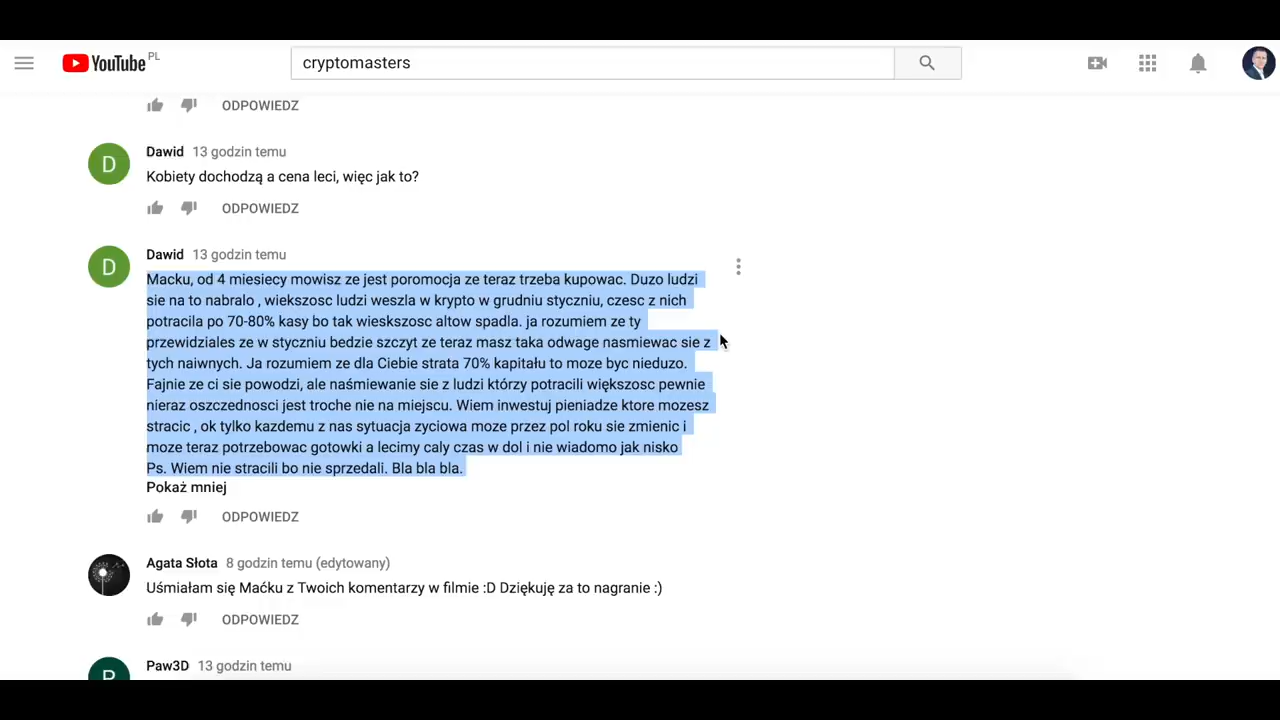 YouTube PL
cryptomasters
ODPOWIEDZ
Dawid 13 godzin temu
D
Kobiety dochodzą a cena leci, więc jak to?
ODPOWIEDZ
Dawid 13 godzin temu
D
Macku, od 4 miesiecy mowisz ze jest poromocja ze teraz trzeba kupowac. Duzo ludzi
sie na to nabralo , wiekszosc ludzi weszla w krypto w grudniu styczniu, czesc z nich
potracila po 70-80% kasy bo tak wieskszosc altow spadla. ja rozumiem ze ty
przewidziales ze w styczniu bedzie szczyt ze teraz masz taka odwage nasmiewac sie z
tych naiwnych. Ja rozumiem ze dla Ciebie strata 70% kapitału to moze byc nieduzo.
Fajnie ze ci sie powodzi, ale naśmiewanie sie z ludzi którzy potracili większosc pewnie
nieraz oszczednosci jest troche nie na miejscu. Wiem inwestuj pieniadze ktore mozesz
stracic , ok tylko kazdemu z nas sytuacja zyciowa moze przez pol roku sie zmienic i
moze teraz potrzebowac gotowki a lecimy caly czas w dol i nie wiadomo jak nisko
Ps. Wiem nie stracili bo nie sprzedali. Bla bla bla.
Pokaż mniej
ODPOWIEDZ
Agata Słota 8 godzin temu (edytowany)
Uśmiałam się Maćku z Twoich komentarzy w filmie :D Dziękuję za to nagranie :)
ODPOWIEDZ
Paw3D 13 godzin temu
P